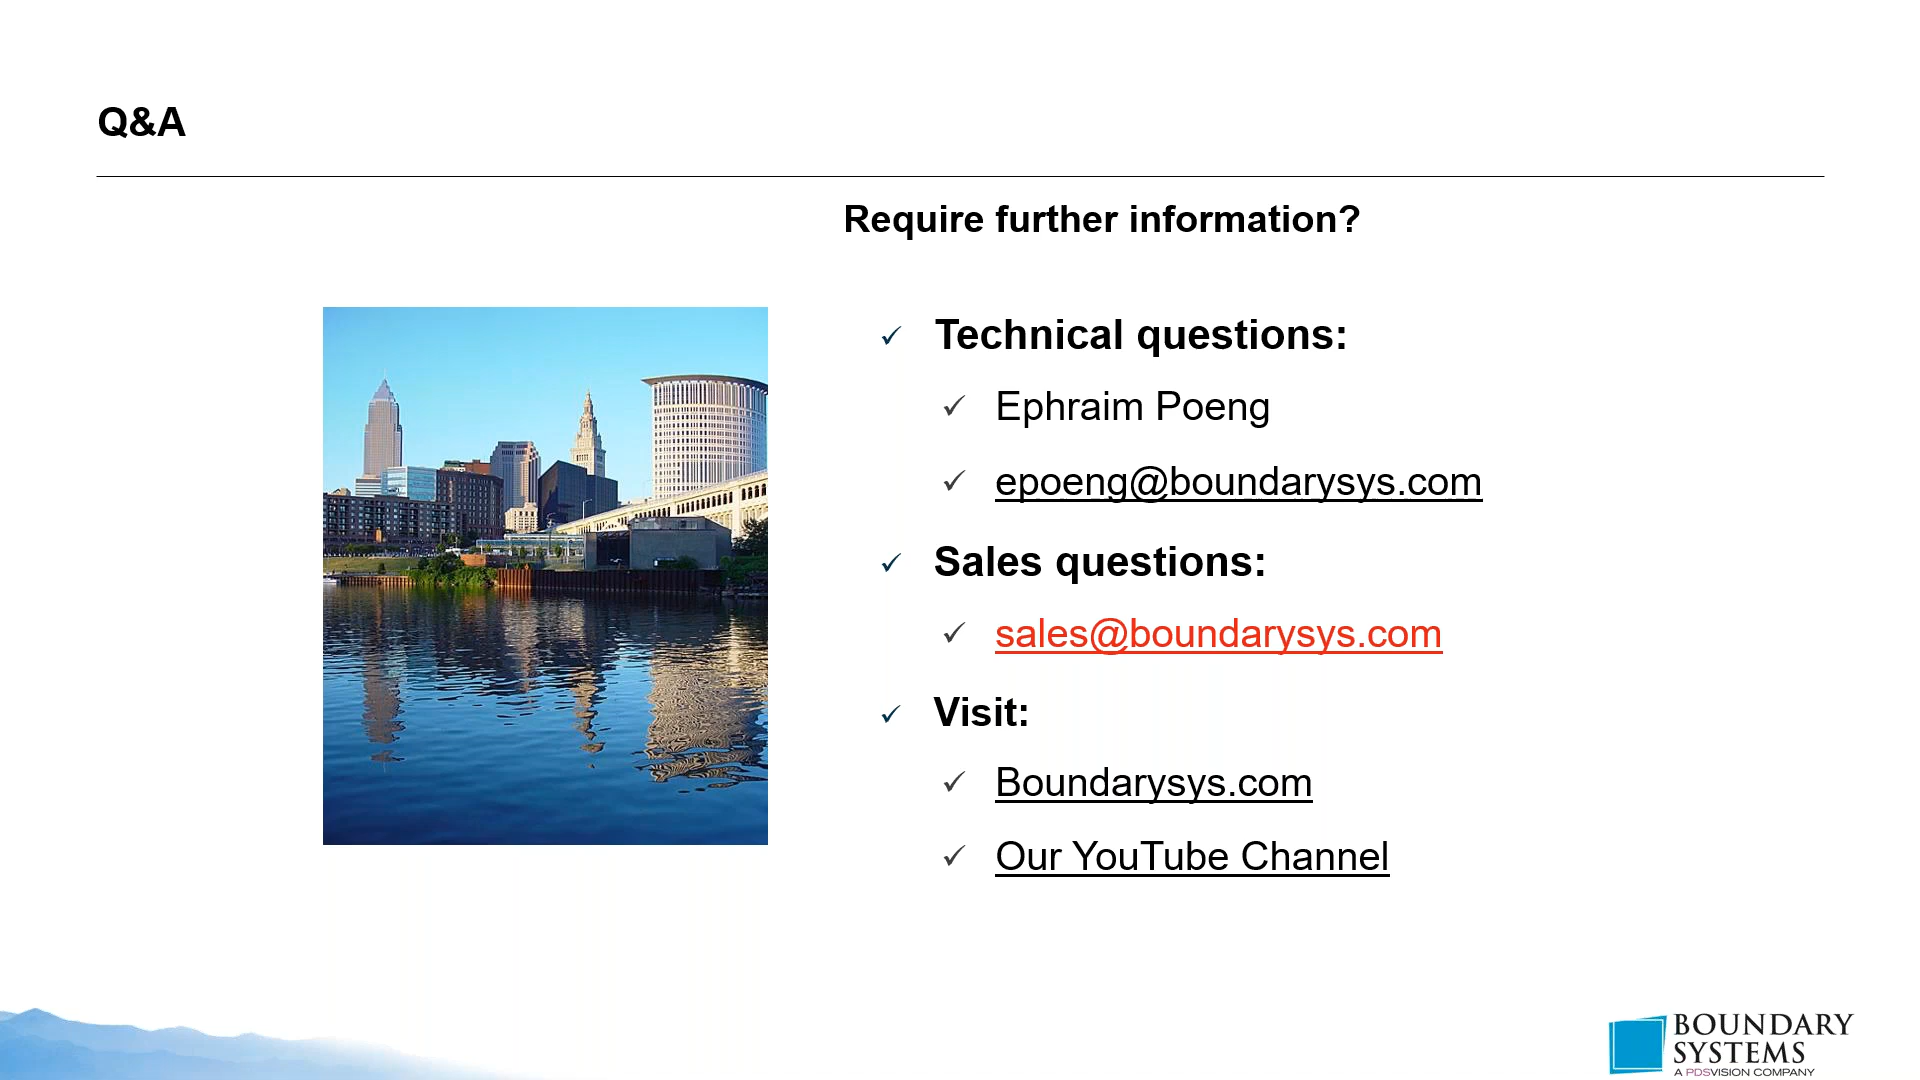 Q&A
Require further information?
Technical questions:
Ephraim Poeng
epoeng@boundarysys.com
Sales questions:
sales@boundarysys.com
Visit:
Boundarysys.com
Our YouTube Channel
BOUNDARY
SYSTEMS
A PDSVISION COMPANY